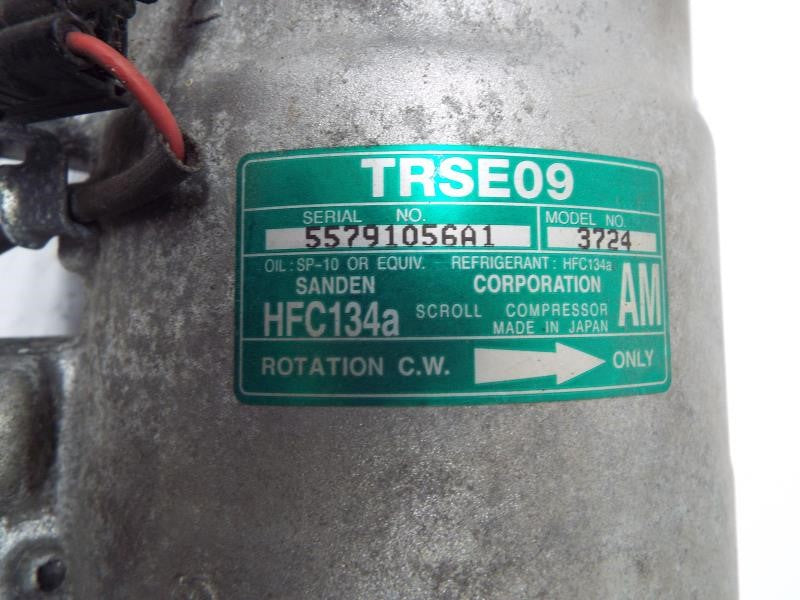 TRSE09
SERIAL NO. MODEL NO.
55791056A1 3724
OIL : SP-10 OR EQUIV. REFRIGERANT : HFC134a
SANDEN CORPORATION AM
HFC134a SCROLL COMPRESSOR
MADE IN JAPAN
ROTATION C.W. ONLY